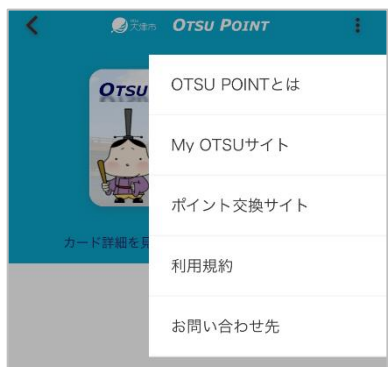 大津市 OTSU POINT
OTSU
カード詳細を見
OTSU POINTとは
My OTSUサイト
ポイント交換サイト
利用規約
お問い合わせ先